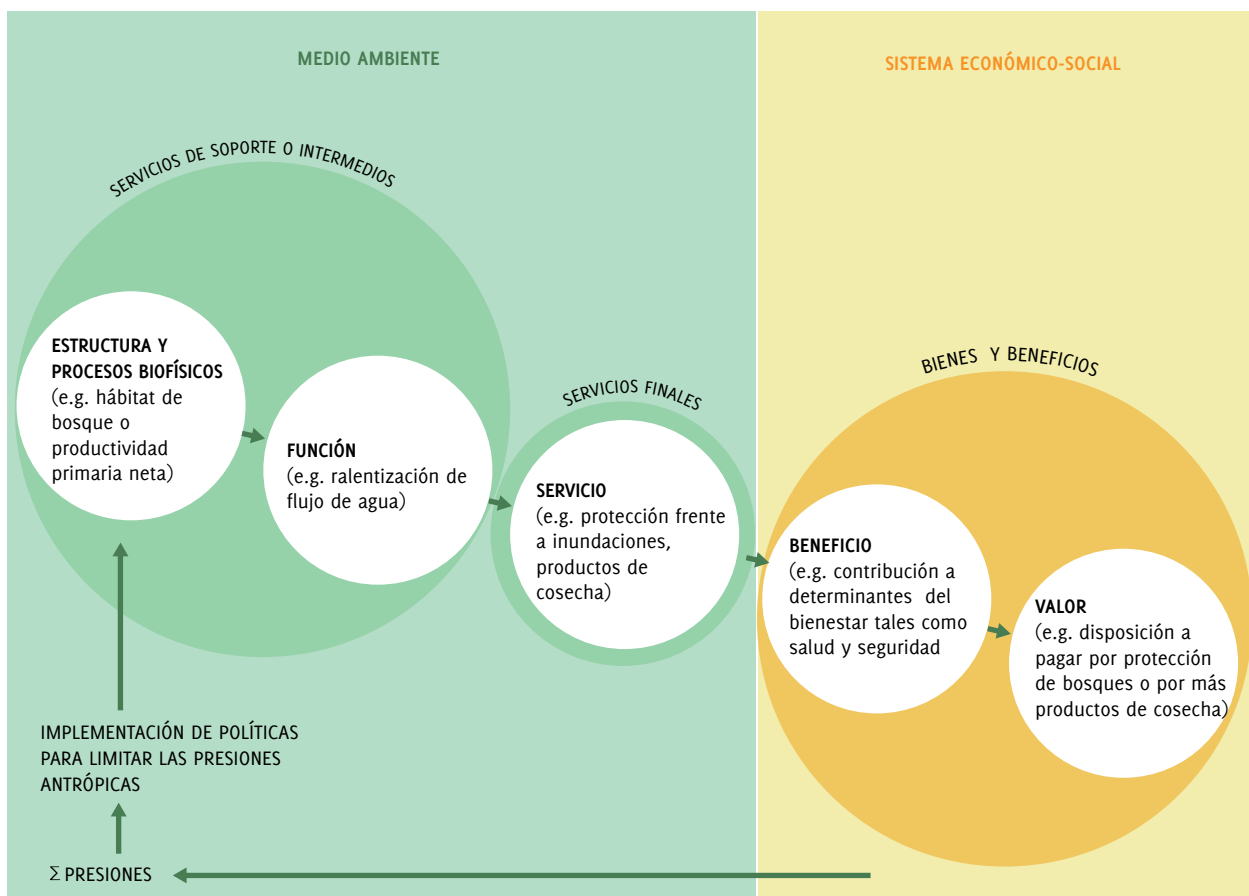 MEDIO AMBIENTE
SISTEMA ECONÓMICO-SOCIAL
SERVICIOS DE SOPORTE O INTERMEDIOS
ESTRUCTURA Y
PROCESOS BIOFÍSICOS
(e.g. hábitat de
bosque o
productividad
primaria neta)
FUNCIÓN
(e.g. ralentización de
flujo de agua)
SERVICIOS FINALES
SERVICIO
(e.g. protección frente
a inundaciones,
productos de
cosecha)
BIENES Y BENEFICIOS
BENEFICIO
(e.g. contribución a
determinantes del
bienestar tales como
salud y seguridad
VALOR
(e.g. disposición a
pagar por protección
de bosques o por más
productos de cosecha)
IMPLEMENTACIÓN DE POLÍTICAS
PARA LIMITAR LAS PRESIONES
ANTRÓPICAS
Σ PRESIONES